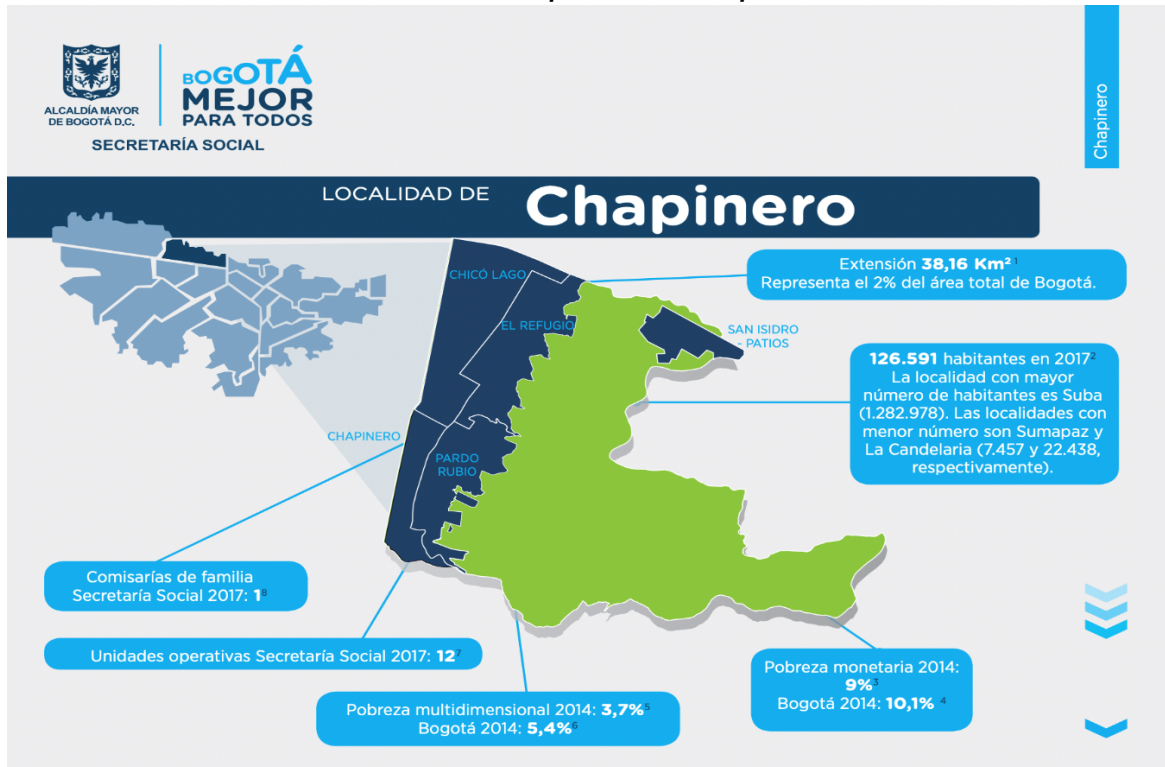 ALCALDÍA MAYOR
DE BOGOTÁ D.C.
BOGOTÁ
MEJOR
PARA TODOS
SECRETARÍA SOCIAL
Chapinero
LOCALIDAD DE Chapinero
CHICÓ LAGO
EL REFUGIO
SAN ISIDRO
- PATIOS
CHAPINERO
PARDO
RUBIO
Extensión 38,16 Km² ¹
Representa el 2% del área total de Bogotá.
126.591 habitantes en 2017²
La localidad con mayor
número de habitantes es Suba
(1.282.978). Las localidades con
menor número son Sumapaz y
La Candelaria (7.457 y 22.438,
respectivamente).
Comisarías de familia
Secretaría Social 2017: 1⁸
Unidades operativas Secretaría Social 2017: 12⁷
Pobreza multidimensional 2014: 3,7%⁵
Bogotá 2014: 5,4%⁶
Pobreza monetaria 2014:
9%³
Bogotá 2014: 10,1% ⁴